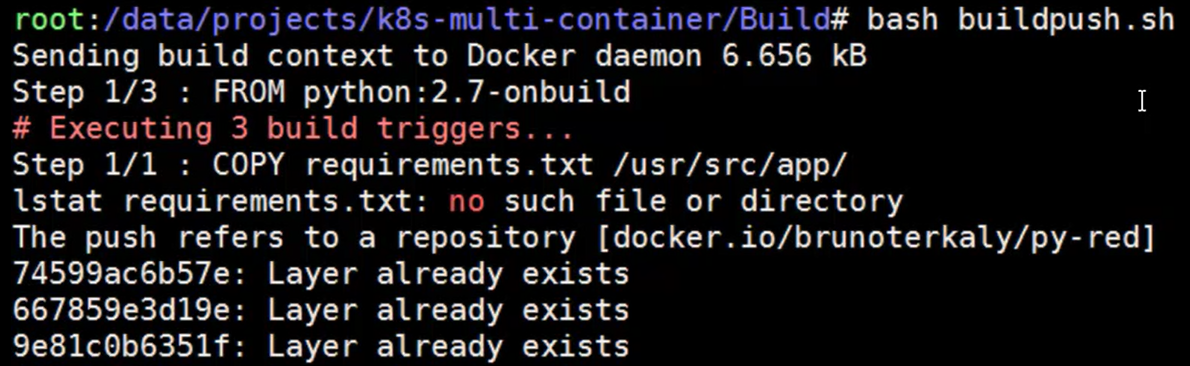 root:/data/projects/k8s-multi-container/Build# bash buildpush.sh
Sending build context to Docker daemon 6.656 kB
Step 1/3 : FROM python:2.7-onbuild
# Executing 3 build triggers...
Step 1/1 : COPY requirements.txt /usr/src/app/
lstat requirements.txt: no such file or directory
The push refers to a repository [docker.io/brunoterkaly/py-red]
74599ac6b57e: Layer already exists
667859e3d19e: Layer already exists
9e81c0b6351f: Layer already exists